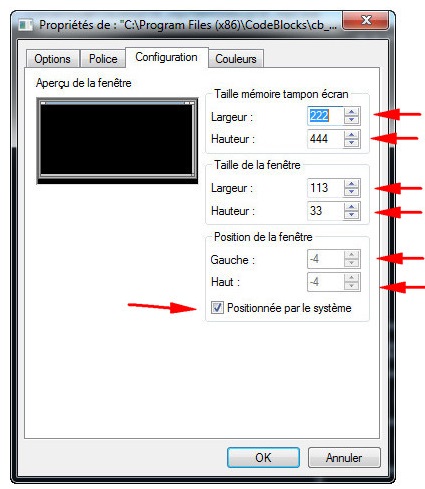 Propriétés de : "C:\Program Files (x86)\CodeBlocks\cb_...
Options Police Configuration Couleurs
Aperçu de la fenêtre
Taille mémoire tampon écran
Largeur : 222
Hauteur : 444
Taille de la fenêtre
Largeur : 113
Hauteur : 33
Position de la fenêtre
Gauche : -4
Haut : -4
Positionnée par le système
OK Annuler